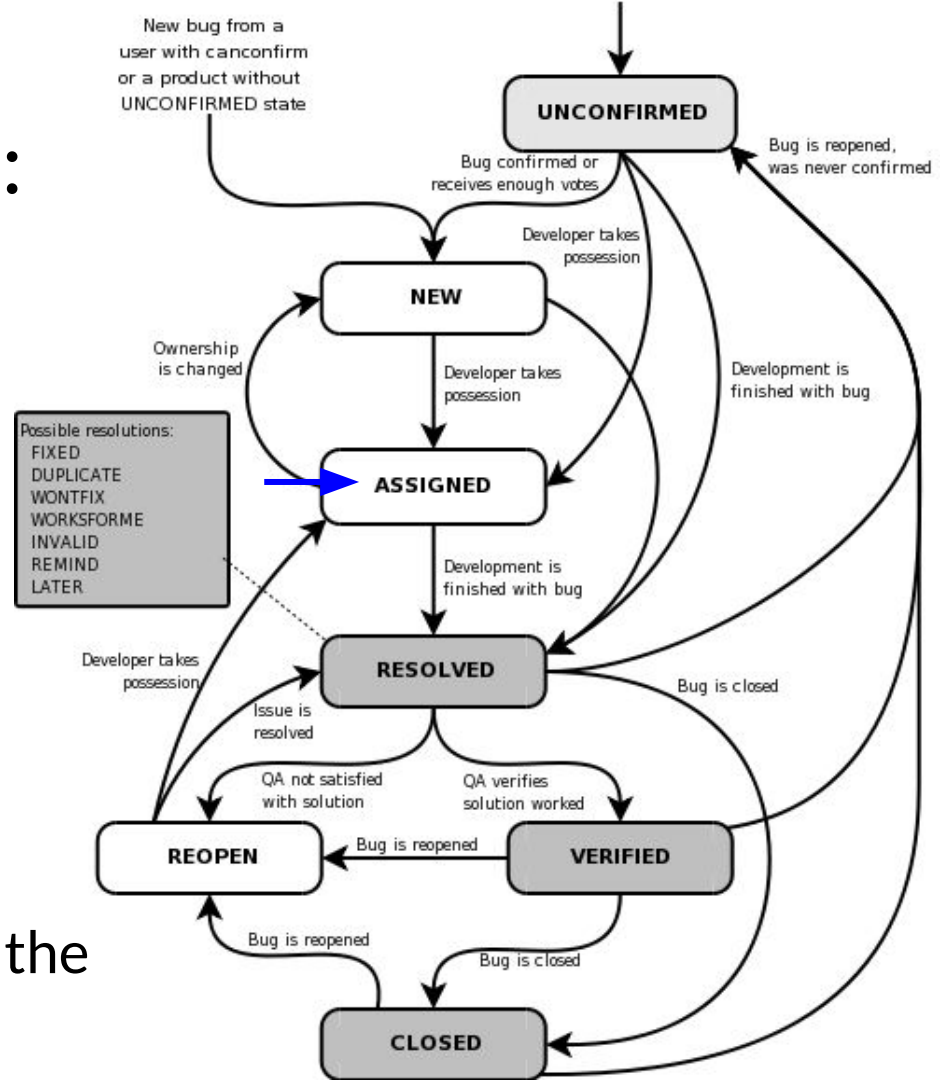 New bug from a
user with canconfirm
or a product without
UNCONFIRMED state
UNCONFIRMED
:
Bug is reopened,
was never confirmed
Bug confirmed or
receives enough votes
Developer takes
possession
NEW
Ownership
is changed
Developer takes
possession
Development is
finished with bug
Possible resolutions:
FIXED
DUPLICATE
WONTFIX
WORKSFORME
INVALID
REMIND
LATER
ASSIGNED
Development is
finished with bug
RESOLVED
Developer takes
possession
Bug is closed
Issue is
resolved
QA not satisfied
with solution
QA verifies
solution worked
REOPEN
Bug is reopened
VERIFIED
the
Bug is reopened
Bug is closed
CLOSED